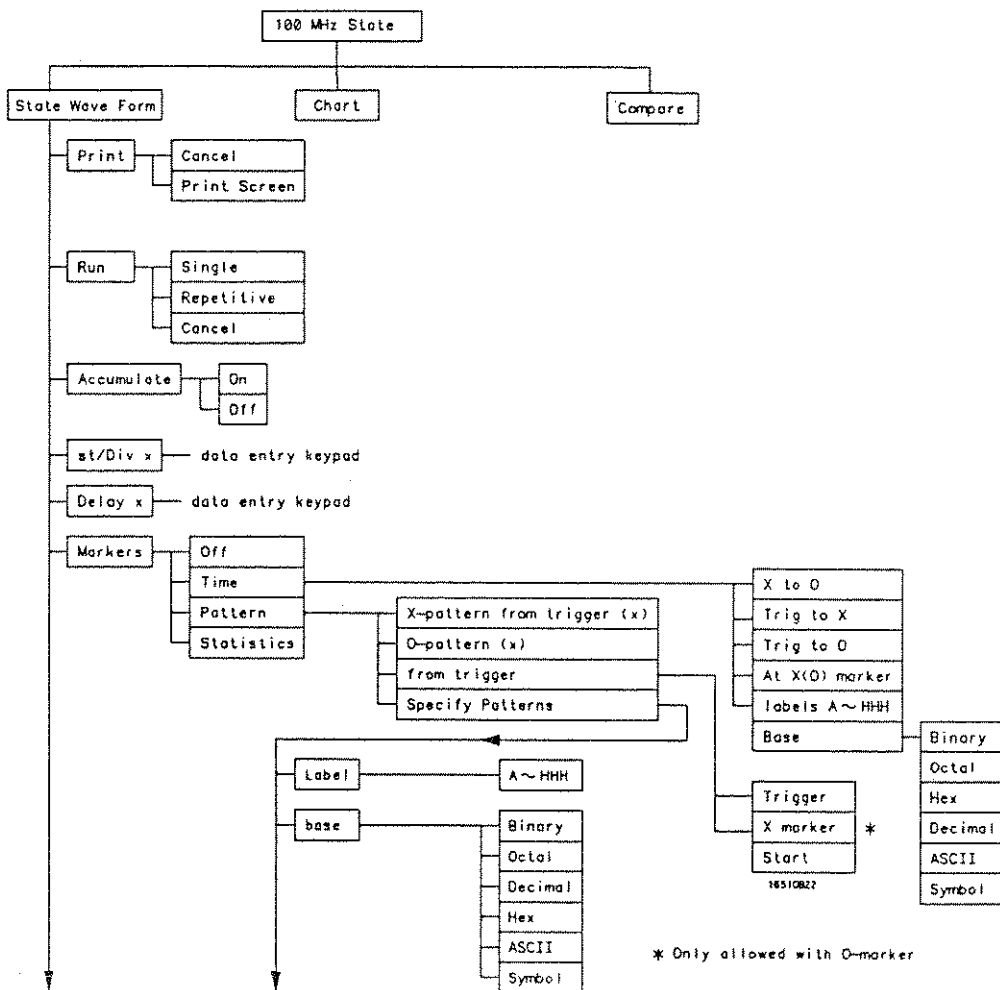 100 MHz State
State Wave Form
Chart
Compare
Print
Cancel
Print Screen
Run
Single
Repetitive
Cancel
Accumulate
On
Off
st/Div x
data entry keypad
Delay x
data entry keypad
Markers
Off
Time
Pattern
Statistics
X-pattern from trigger (x)
O-pattern (x)
from trigger
Specify Patterns
X to O
Trig to X
Trig to O
At X(O) marker
labels A~HHH
Base
Binary
Octal
Hex
Decimal
ASCII
Symbol
Trigger
X marker *
Start
16510B22
Label
A~HHH
base
Binary
Octal
Decimal
Hex
ASCII
Symbol
* Only allowed with O-marker